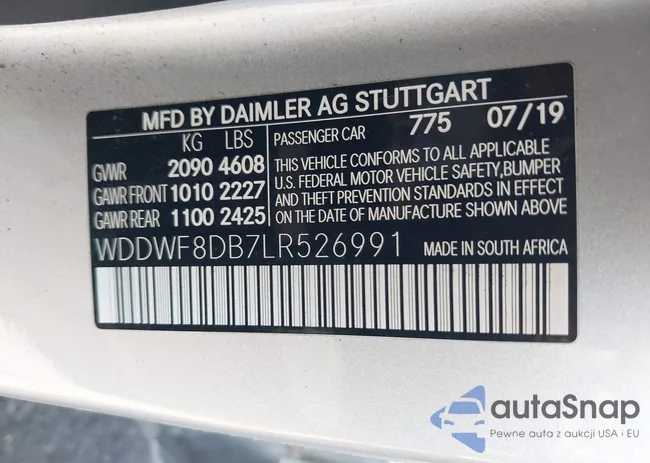 MFD BY DAIMLER AG STUTTGART
KG LBS
GVWR 2090 4608
GAWR FRONT 1010 2227
GAWR REAR 1100 2425
PASSENGER CAR 775 07/19
THIS VEHICLE CONFORMS TO ALL APPLICABLE
U.S. FEDERAL MOTOR VEHICLE SAFETY,BUMPER
AND THEFT PREVENTION STANDARDS IN EFFECT
ON THE DATE OF MANUFACTURE SHOWN ABOVE
WDDWF8DB7LR526991 MADE IN SOUTH AFRICA
autaSnap
Pewne auta z aukcji USA i EU